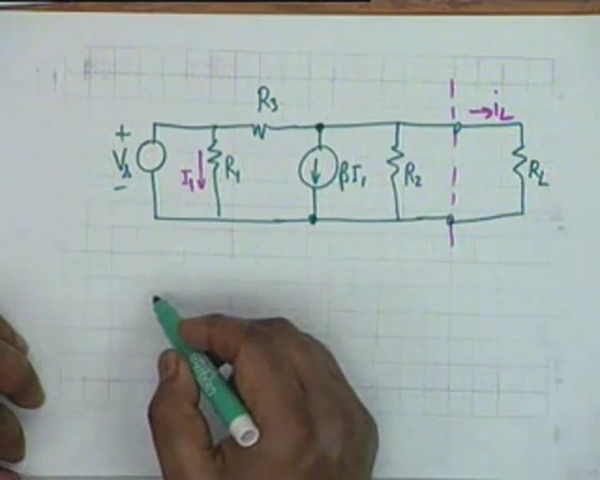 R3
→ iL
+
Vs
−
I1
R1
βI1
R2
RL